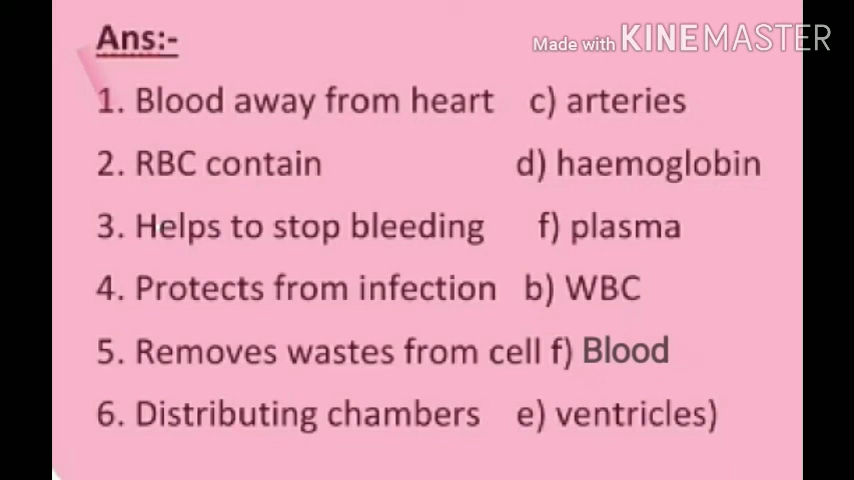 Ans:-
Made with KINEMASTER
1. Blood away from heart c) arteries
2. RBC contain d) haemoglobin
3. Helps to stop bleeding f) plasma
4. Protects from infection b) WBC
5. Removes wastes from cell f) Blood
6. Distributing chambers e) ventricles)